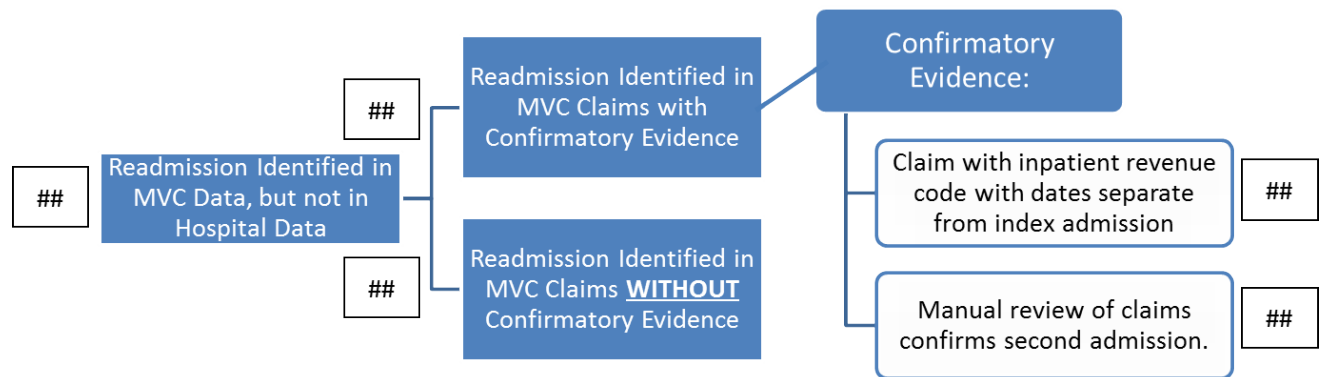 ##
Readmission Identified in
MVC Data, but not in
Hospital Data
##
Readmission Identified in
MVC Claims with
Confirmatory Evidence
##
Readmission Identified in
MVC Claims WITHOUT
Confirmatory Evidence
Confirmatory
Evidence:
Claim with inpatient revenue
code with dates separate
from index admission
##
Manual review of claims
confirms second admission.
##